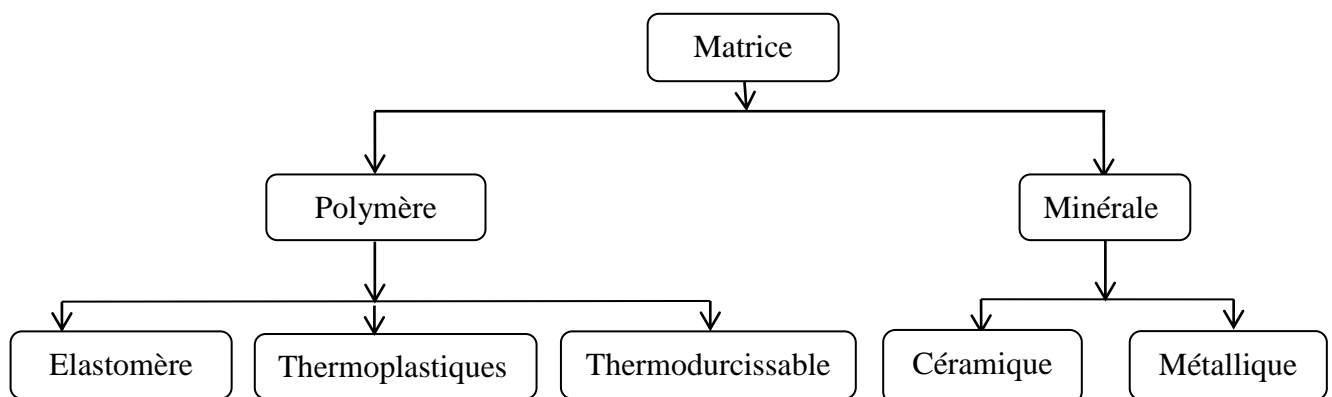 Matrice
Polymère
Minérale
Elastomère
Thermoplastiques
Thermodurcissable
Céramique
Métallique